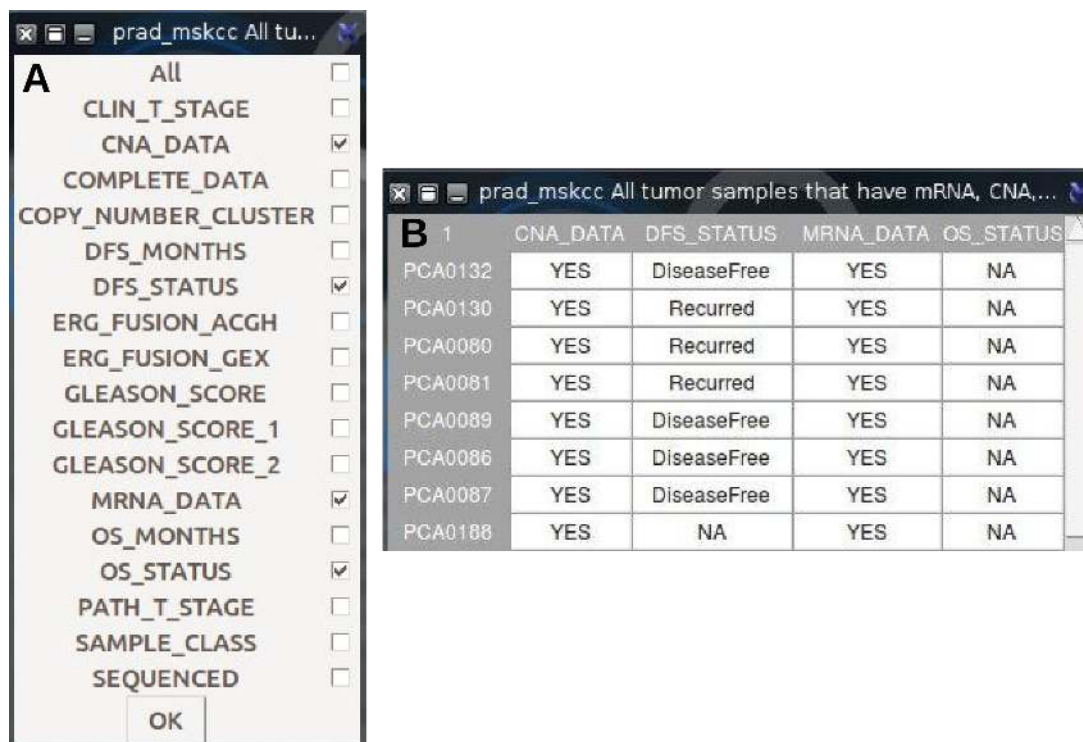 prad_mskcc All tu...
A
All
CLIN_T_STAGE
CNA_DATA
COMPLETE_DATA
COPY_NUMBER_CLUSTER
DFS_MONTHS
DFS_STATUS
ERG_FUSION_ACGH
ERG_FUSION_GEX
GLEASON_SCORE
GLEASON_SCORE_1
GLEASON_SCORE_2
MRNA_DATA
OS_MONTHS
OS_STATUS
PATH_T_STAGE
SAMPLE_CLASS
SEQUENCED
OK
prad_mskcc All tumor samples that have mRNA, CNA,...
B 1 CNA_DATA DFS_STATUS MRNA_DATA OS_STATUS
PCA0132 YES DiseaseFree YES NA
PCA0130 YES Recurred YES NA
PCA0080 YES Recurred YES NA
PCA0081 YES Recurred YES NA
PCA0089 YES DiseaseFree YES NA
PCA0086 YES DiseaseFree YES NA
PCA0087 YES DiseaseFree YES NA
PCA0188 YES NA YES NA